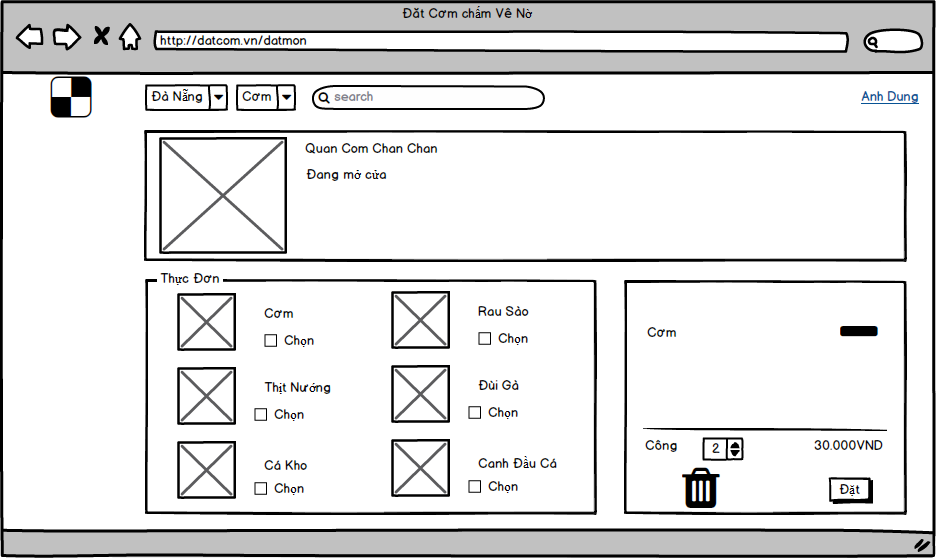 Đăt Cơm chấm Vê Nờ
http://datcom.vn/datmon
Đà Nẵng
Cơm
search
Anh Dung
Quan Com Chan Chan
Đang mở cửa
Thực Đơn
Cơm
Chọn
Rau Sào
Chọn
Thịt Nướng
Chọn
Đùi Gà
Chọn
Cá Kho
Chọn
Canh Đầu Cá
Chọn
Cơm
Công
2
30.000VND
Đặt